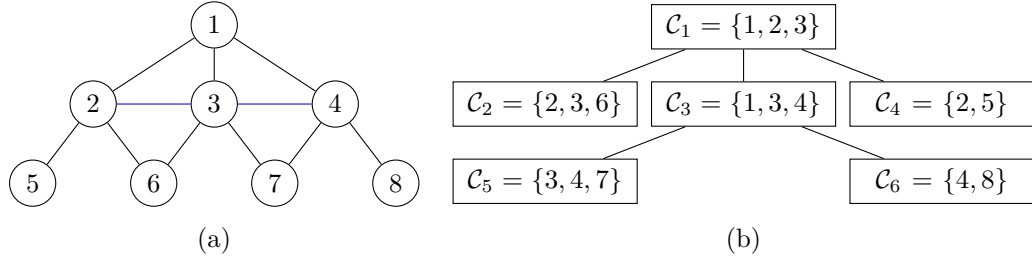 1
2 3 4
5 6 7 8
(a)
𝒞₁ = {1, 2, 3}
𝒞₂ = {2, 3, 6} 𝒞₃ = {1, 3, 4} 𝒞₄ = {2, 5}
𝒞₅ = {3, 4, 7} 𝒞₆ = {4, 8}
(b)